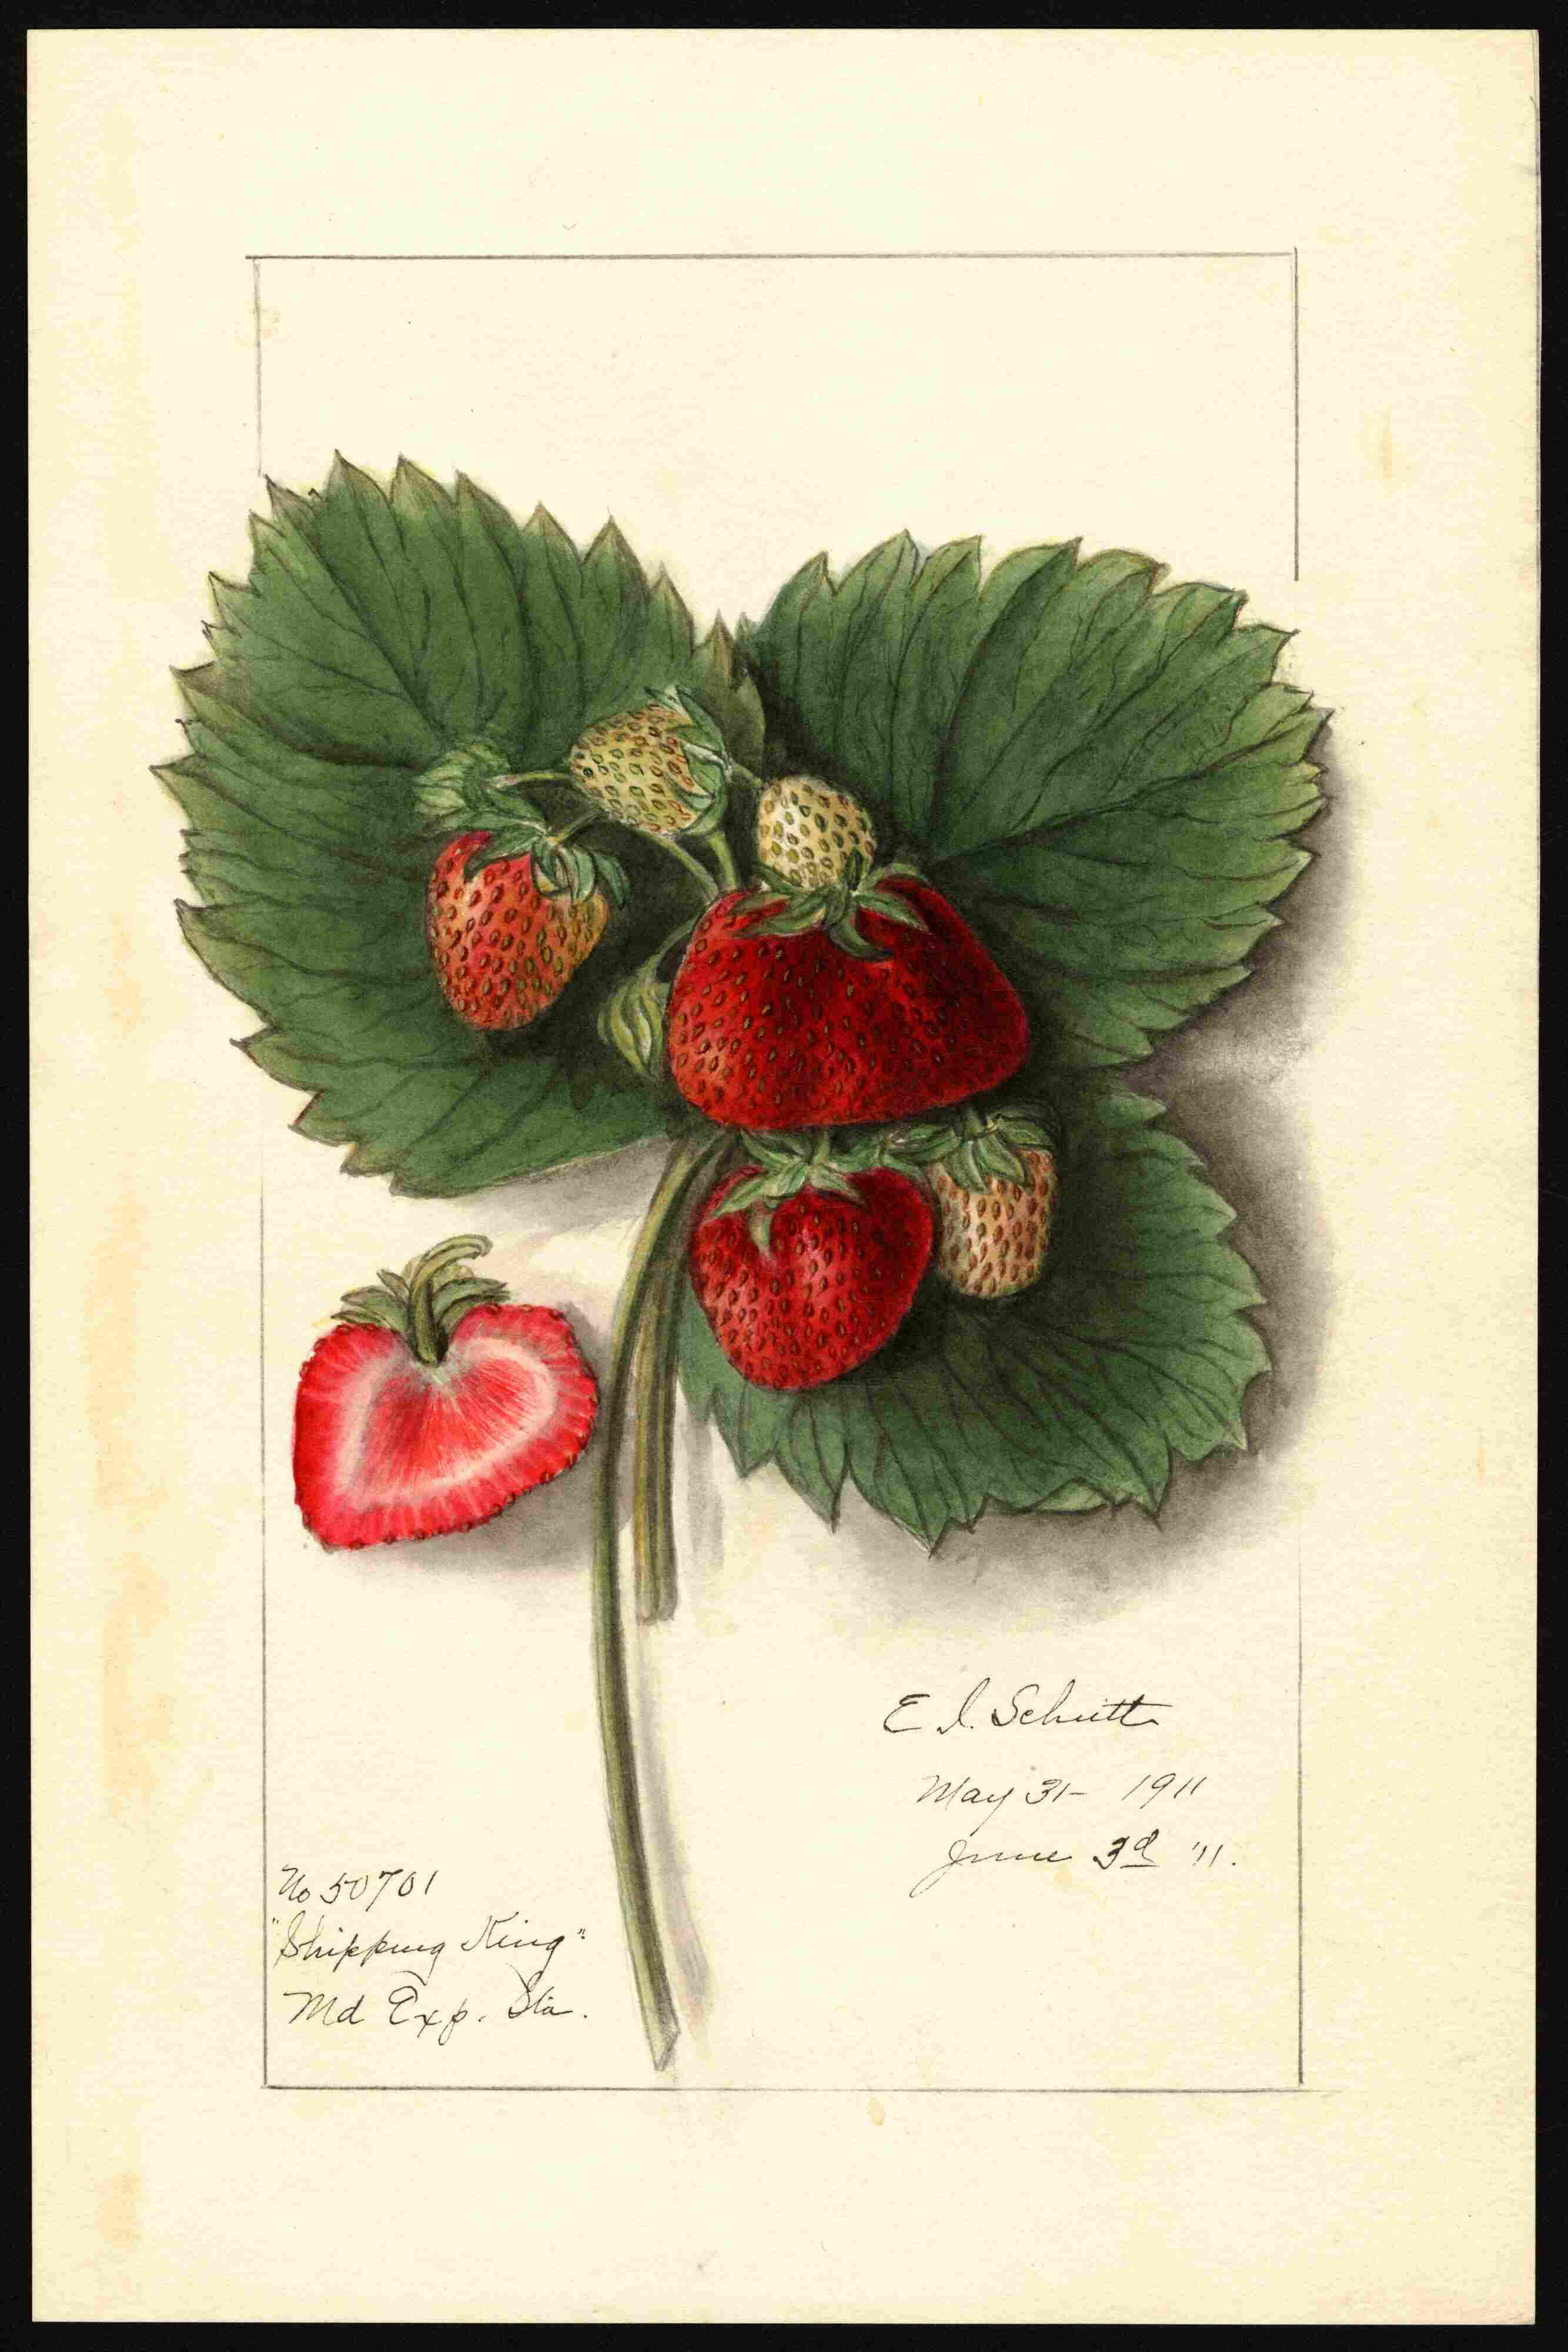 E. I. Schutt
May 31- 1911
June 3d '11.
No 50701
"Shipping King"
Md Exp. Sta.